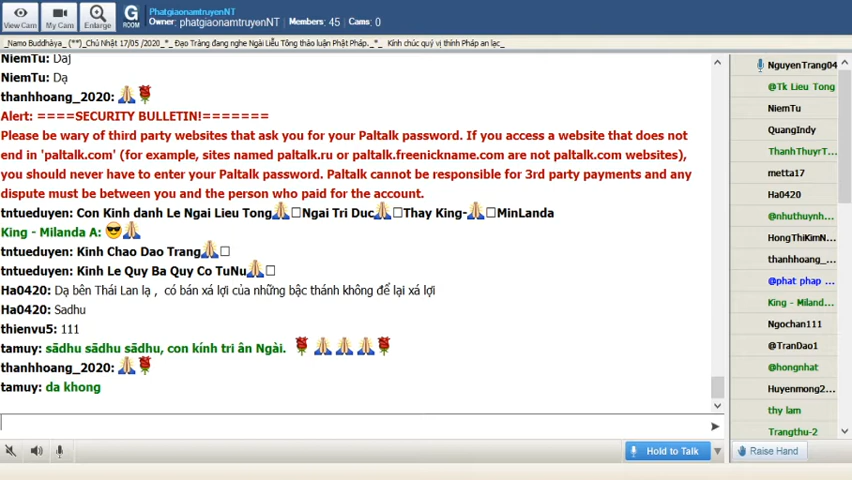 PhatgiaonamtruyenNT
Owner: phatgiaonamtruyenNT Members: 45 Cams: 0
View Cam My Cam Enlarge G ROOM
_Namo Buddhàya_ (**)_Chủ Nhật 17/05 /2020_*_ Đạo Tràng đang nghe Ngài Liễu Tông thảo luận Phật Pháp._*_ Kính chúc quý vị thính Pháp an lạc_
NiemTu: Daj
NiemTu: Dạ
thanhhoang_2020: 🙏🌹
Alert: ====SECURITY BULLETIN!=======
Please be wary of third party websites that ask you for your Paltalk password. If you access a website that does not
end in 'paltalk.com' (for example, sites named paltalk.ru or paltalk.freenickname.com are not paltalk.com websites),
you should never have to enter your Paltalk password. Paltalk cannot be responsible for 3rd party payments and any
dispute must be between you and the person who paid for the account.
tntueduyen: Con Kinh danh Le Ngai Lieu Tong🙏□Ngai Tri Duc🙏□Thay King-🙏□MinLanda
King - Milanda A: 😎🙏
tntueduyen: Kinh Chao Dao Trang🙏□
tntueduyen: Kinh Le Quy Ba Quy Co TuNu🙏□
Ha0420: Dạ bên Thái Lan lạ , có bán xá lợi của những bậc thánh không để lại xá lợi
Ha0420: Sadhu
thienvu5: 111
tamuy: sādhu sādhu sādhu, con kính tri ân Ngài. 🌹🙏🙏🙏🌹
thanhhoang_2020: 🙏🌹
tamuy: da khong
NguyenTrang04
@Tk Lieu Tong
NiemTu
QuangIndy
ThanhThuyrT...
metta17
Ha0420
@nhuthuynh...
HongThiKimN...
thanhhoang_...
@phat phap ...
King - Miland...
Ngochan111
@TranDao1
@hongnhat
Huyenmong2...
thy lam
Trangthu-2
Hold to Talk
Raise Hand